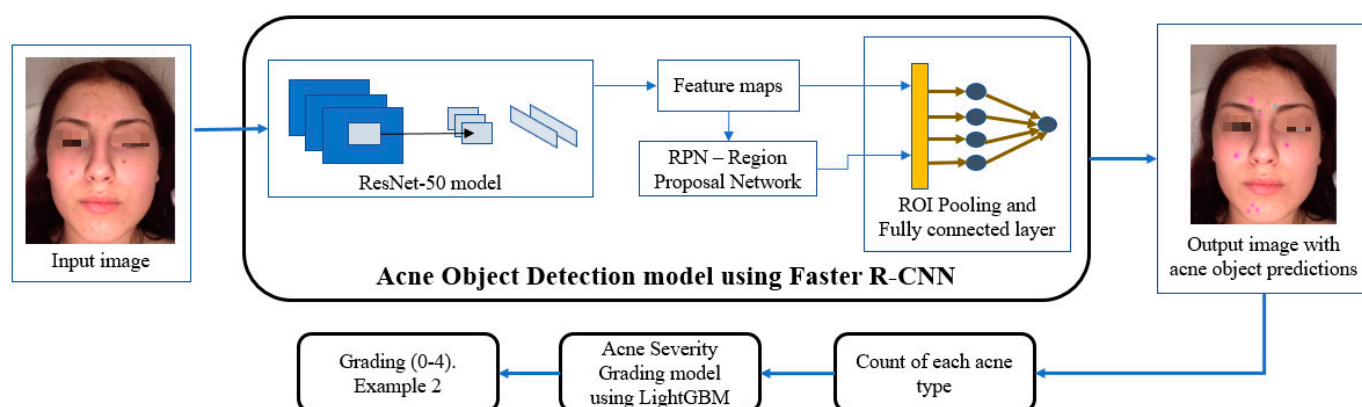 Input image
ResNet-50 model
Feature maps
RPN – Region
Proposal Network
ROI Pooling and
Fully connected layer
Acne Object Detection model using Faster R-CNN
Output image with
acne object predictions
Count of each acne
type
Acne Severity
Grading model
using LightGBM
Grading (0-4).
Example 2